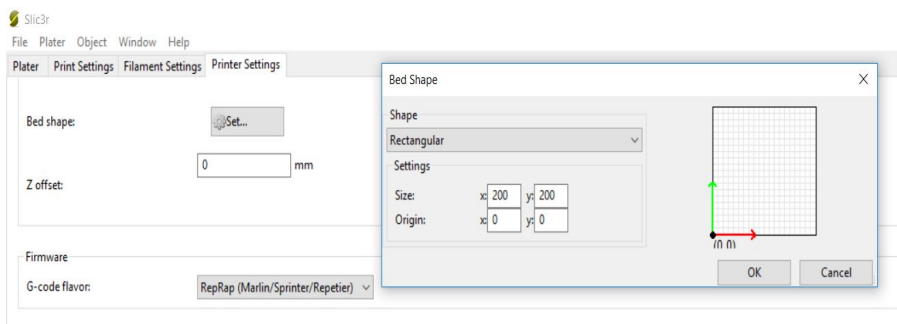 Slic3r
File Plater Object Window Help
Plater Print Settings Filament Settings Printer Settings
Bed shape: Set...
0 mm
Z offset:
Firmware
G-code flavor: RepRap (Marlin/Sprinter/Repetier)
Bed Shape X
Shape
Rectangular
Settings
Size: x: 200 y: 200
Origin: x: 0 y: 0
(0,0)
OK Cancel